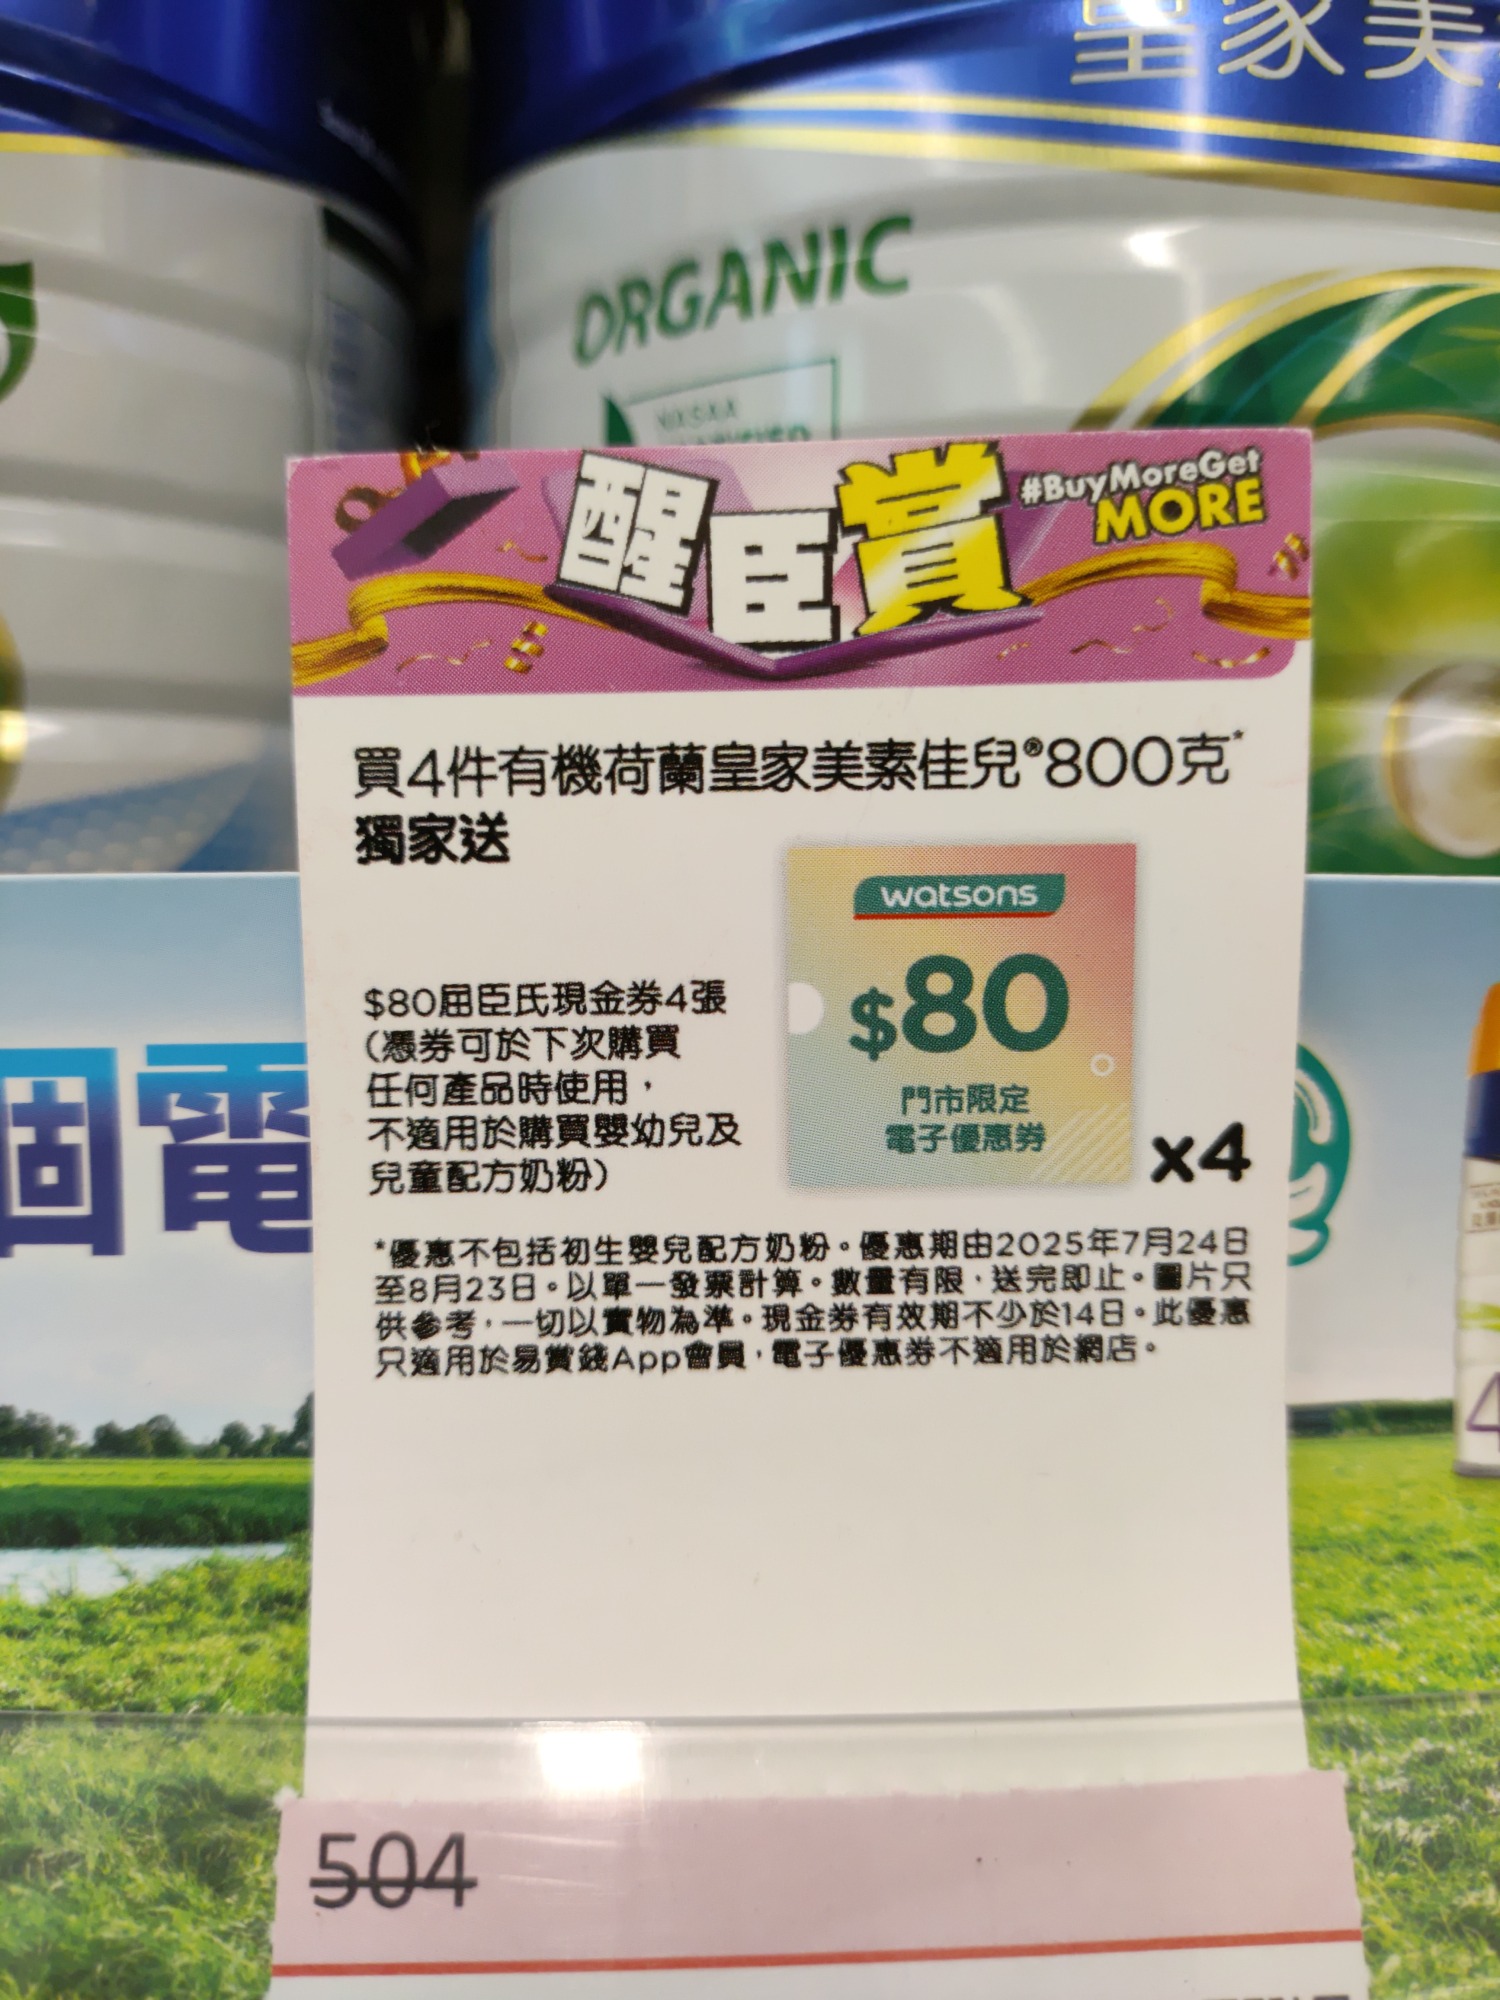 皇家美
ORGANIC
NASAA
醒臣賞
#BuyMoreGet
MORE
買4件有機荷蘭皇家美素佳兒®800克*
獨家送
watsons
$80
門市限定
電子優惠券
x4
$80屈臣氏現金券4張
(憑券可於下次購買
任何產品時使用，
不適用於購買嬰幼兒及
兒童配方奶粉)
*優惠不包括初生嬰兒配方奶粉。優惠期由2025年7月24日
至8月23日。以單一發票計算。數量有限，送完即止。圖片只
供參考，一切以實物為準。現金券有效期不少於14日。此優惠
只適用於易賞錢App會員，電子優惠券不適用於網店。
個電
4
504